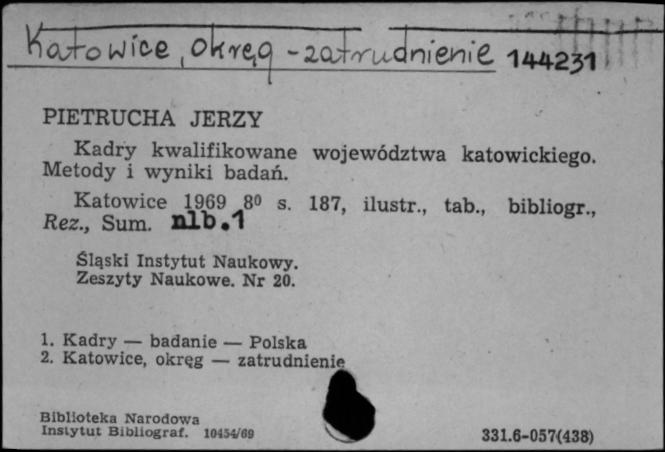 Katowice, okręg - zatrudnienie 144231
PIETRUCHA JERZY
Kadry kwalifikowane województwa katowickiego.
Metody i wyniki badań.
Katowice 1969 8⁰ s. 187, ilustr., tab., bibliogr.,
Rez., Sum. nlb.1
Śląski Instytut Naukowy.
Zeszyty Naukowe. Nr 20.
1. Kadry — badanie — Polska
2. Katowice, okręg — zatrudnienie
Biblioteka Narodowa
Instytut Bibliograf. 10454/69
331.6-057(438)